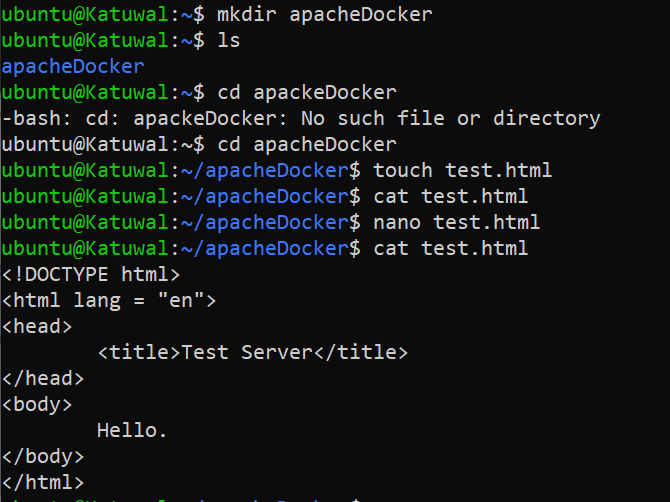 ubuntu@Katuwal:~$ mkdir apacheDocker
ubuntu@Katuwal:~$ ls
apacheDocker
ubuntu@Katuwal:~$ cd apackeDocker
-bash: cd: apackeDocker: No such file or directory
ubuntu@Katuwal:~$ cd apacheDocker
ubuntu@Katuwal:~/apacheDocker$ touch test.html
ubuntu@Katuwal:~/apacheDocker$ cat test.html
ubuntu@Katuwal:~/apacheDocker$ nano test.html
ubuntu@Katuwal:~/apacheDocker$ cat test.html
<!DOCTYPE html>
<html lang = "en">
<head>
        <title>Test Server</title>
</head>
<body>
        Hello.
</body>
</html>